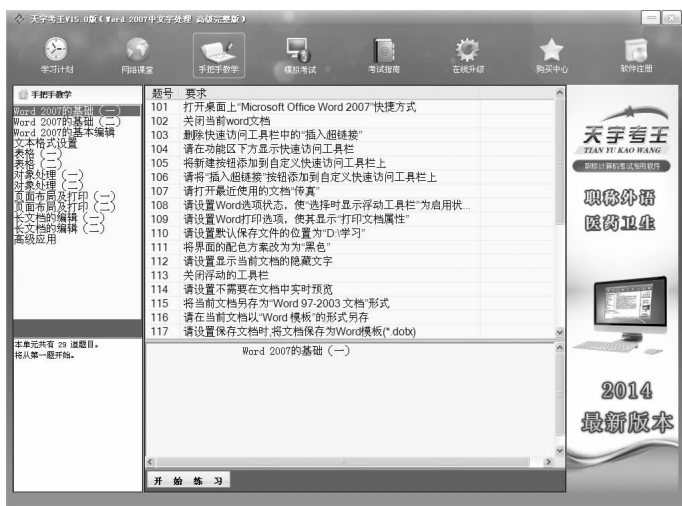 天宇考王V15.0版(Word 2007中文字处理 高级完整版)
学习计划
网络课堂
手把手教学
模拟考试
考试指南
在线升级
购买中心
软件注册
手把手教学
Word 2007的基础(一)
Word 2007的基础(二)
Word 2007的基本编辑
文本格式设置
表格(一)
表格(二)
对象处理(一)
对象处理(二)
页面布局及打印(一)
页面布局及打印(二)
长文档的编辑(一)
长文档的编辑(二)
高级应用
本单元共有 29 道题目。
将从第一题开始。
题号 要求
101 打开桌面上"Microsoft Office Word 2007"快捷方式
102 关闭当前word文档
103 删除快速访问工具栏中的"插入超链接"
104 请在功能区下方显示快速访问工具栏
105 将新建按钮添加到自定义快速访问工具栏上
106 请将"插入超链接"按钮添加到自定义快速访问工具栏上
107 请打开最近使用的文档"传真"
108 请设置Word选项状态，使"选择时显示浮动工具栏"为启用状...
109 请设置Word打印选项，使其显示"打印文档属性"
110 请设置默认保存文件的位置为"D:\学习"
111 将界面的配色方案改为为"黑色"
112 请设置显示当前文档的隐藏文字
113 关闭浮动的工具栏
114 请设置不需要在文档中实时预览
115 将当前文档另存为"Word 97-2003 文档"形式
116 请在当前文档以"Word 模板"的形式另存
117 请设置保存文档时,将文档保存为Word模板(*.dotx)
Word 2007的基础(一)
开 始 练 习
天宇考王
TIAN YU KAO WANG
职称计算机考试专用软件
职称外语
医药卫生
2014
最新版本